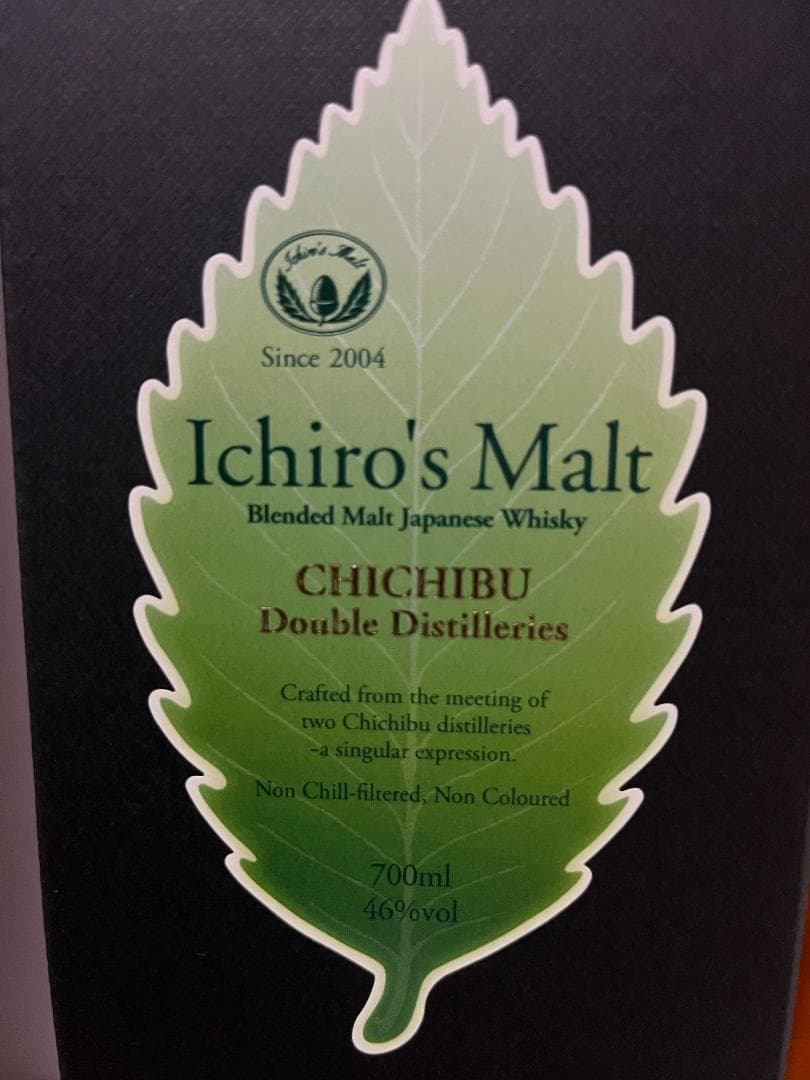 Ichiro's Malt
Since 2004
Ichiro's Malt
Blended Malt Japanese Whisky
CHICHIBU
Double Distilleries
Crafted from the meeting of
two Chichibu distilleries
-a singular expression.
Non Chill-filtered, Non Coloured
700ml
46%vol